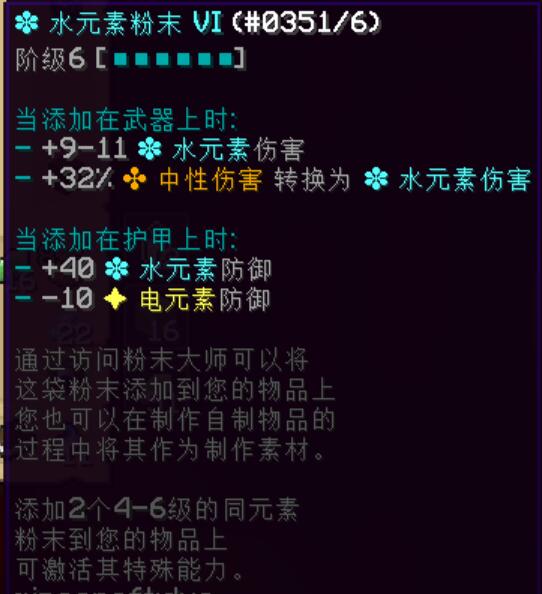 ❉ 水元素粉末 VI (#0351/6)
阶级6 [■■■■■■]
当添加在武器上时:
- +9-11 ❉ 水元素伤害
- +32% ✣ 中性伤害 转换为 ❉ 水元素伤害
当添加在护甲上时:
- +40 ❉ 水元素防御
- -10 ✦ 电元素防御
通过访问粉末大师可以将
这袋粉末添加到您的物品上
您也可以在制作自制物品的
过程中将其作为制作素材。
添加2个4-6级的同元素
粉末到您的物品上
可激活其特殊能力。